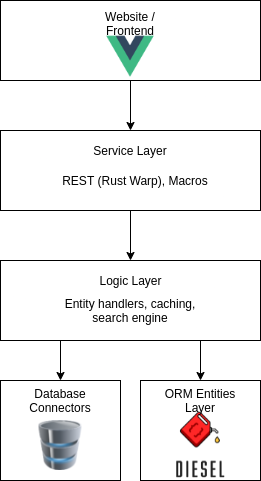 Website /
Frontend
Service Layer
REST (Rust Warp), Macros
Logic Layer
Entity handlers, caching,
search engine
Database
Connectors
ORM Entities
Layer
DIESEL